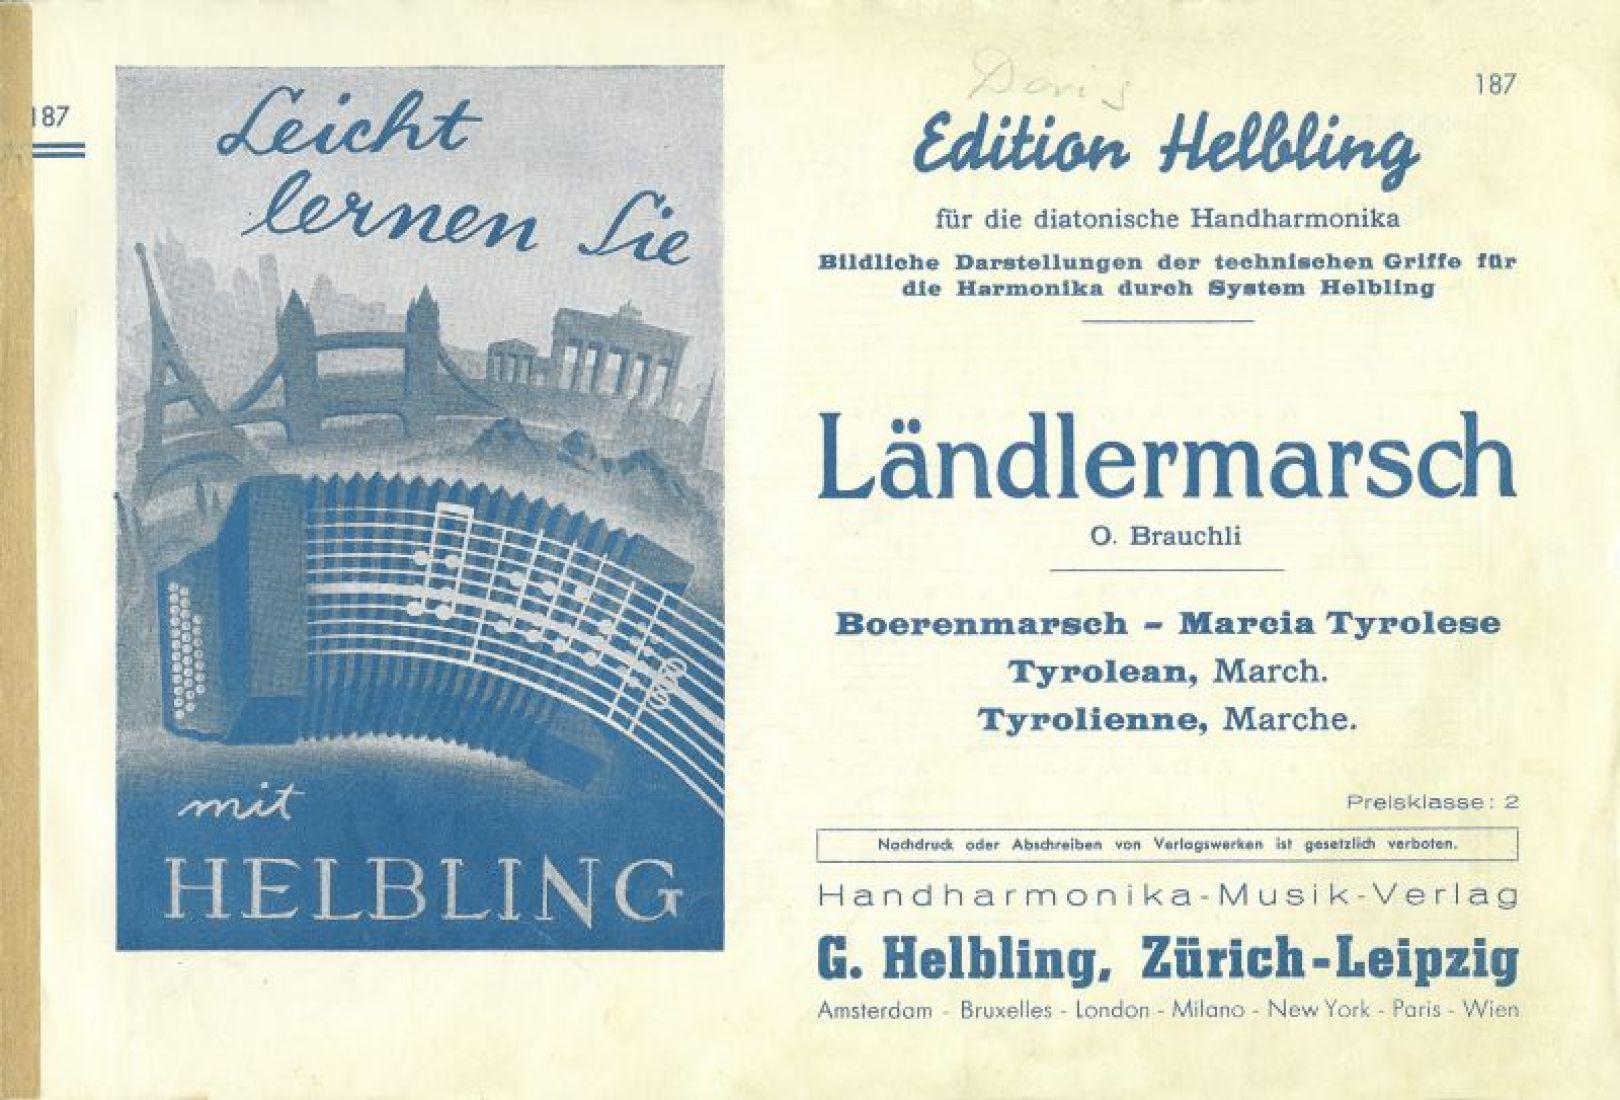 187
Leicht
lernen Sie
mit
HELBLING
Doris
187
Edition Helbling
für die diatonische Handharmonika
Bildliche Darstellungen der technischen Griffe für
die Harmonika durch System Helbling
Ländlermarsch
O. Brauchli
Boerenmarsch - Marcia Tyrolese
Tyrolean, March.
Tyrolienne, Marche.
Preisklasse: 2
Nachdruck oder Abschreiben von Verlagswerken ist gesetzlich verboten.
Handharmonika-Musik-Verlag
G. Helbling, Zürich-Leipzig
Amsterdam - Bruxelles - London - Milano - New York - Paris - Wien